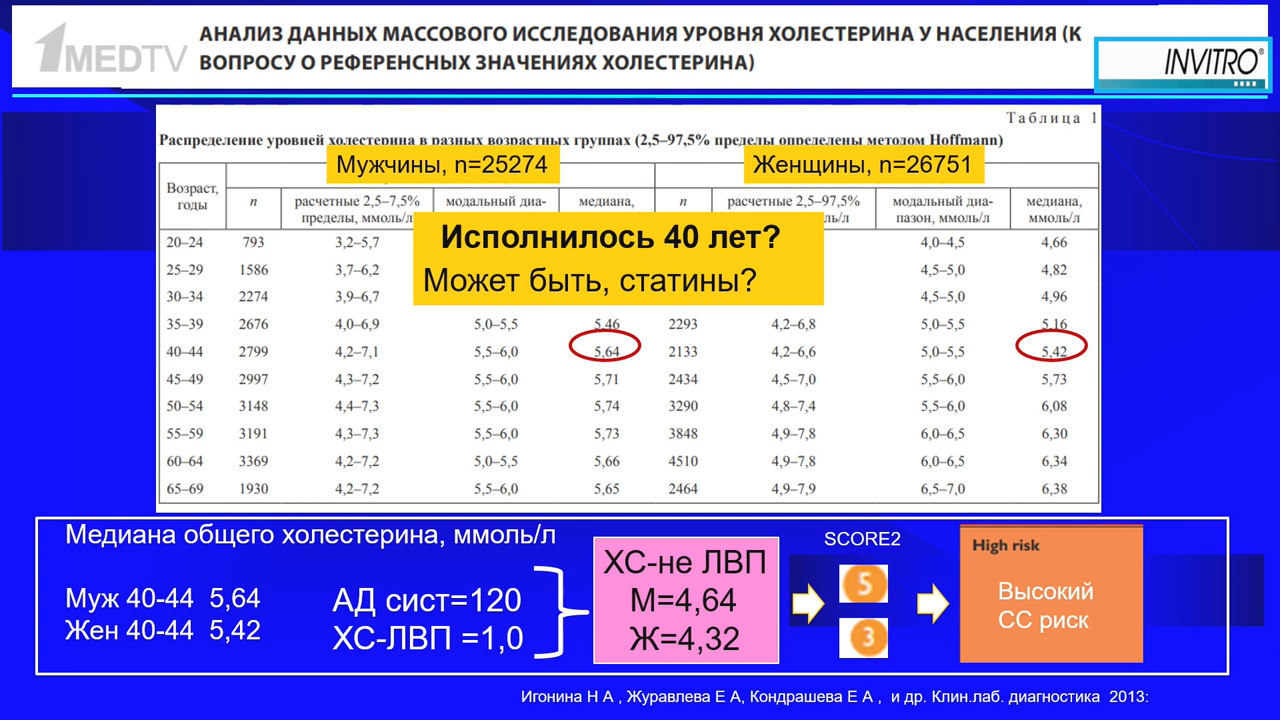 1MEDTV
АНАЛИЗ ДАННЫХ МАССОВОГО ИССЛЕДОВАНИЯ УРОВНЯ ХОЛЕСТЕРИНА У НАСЕЛЕНИЯ (К
ВОПРОСУ О РЕФЕРЕНСНЫХ ЗНАЧЕНИЯХ ХОЛЕСТЕРИНА)
INVITRO®
Таблица 1
Распределение уровней холестерина в разных возрастных группах (2,5–97,5% пределы определены методом Hoffmann)
Мужчины, n=25274 Женщины, n=26751
Возраст, годы n расчетные 2,5–7,5% пределы, ммоль/л модальный диа- медиана, n расчетные 2,5–97,5% модальный диа-пазон, ммоль/л медиана, ммоль/л
Исполнилось 40 лет?
Может быть, статины?
20–24 793 3,2–5,7 4,0–4,5 4,66
25–29 1586 3,7–6,2 4,5–5,0 4,82
30–34 2274 3,9–6,7 4,5–5,0 4,96
35–39 2676 4,0–6,9 5,0–5,5 5,46 2293 4,2–6,8 5,0–5,5 5,16
40–44 2799 4,2–7,1 5,5–6,0 5,64 2133 4,2–6,6 5,0–5,5 5,42
45–49 2997 4,3–7,2 5,5–6,0 5,71 2434 4,5–7,0 5,5–6,0 5,73
50–54 3148 4,4–7,3 5,5–6,0 5,74 3290 4,8–7,4 5,5–6,0 6,08
55–59 3191 4,3–7,3 5,5–6,0 5,73 3848 4,9–7,8 6,0–6,5 6,30
60–64 3369 4,2–7,2 5,0–5,5 5,66 4510 4,9–7,8 6,0–6,5 6,34
65–69 1930 4,2–7,2 5,5–6,0 5,65 2464 4,9–7,9 6,5–7,0 6,38
Медиана общего холестерина, ммоль/л
Муж 40-44 5,64
Жен 40-44 5,42
АД сист=120
ХС-ЛВП =1,0
ХС-не ЛВП
М=4,64
Ж=4,32
SCORE2
5
3
High risk
Высокий
СС риск
Игонина Н А , Журавлева Е А, Кондрашева Е А , и др. Клин.лаб. диагностика 2013: